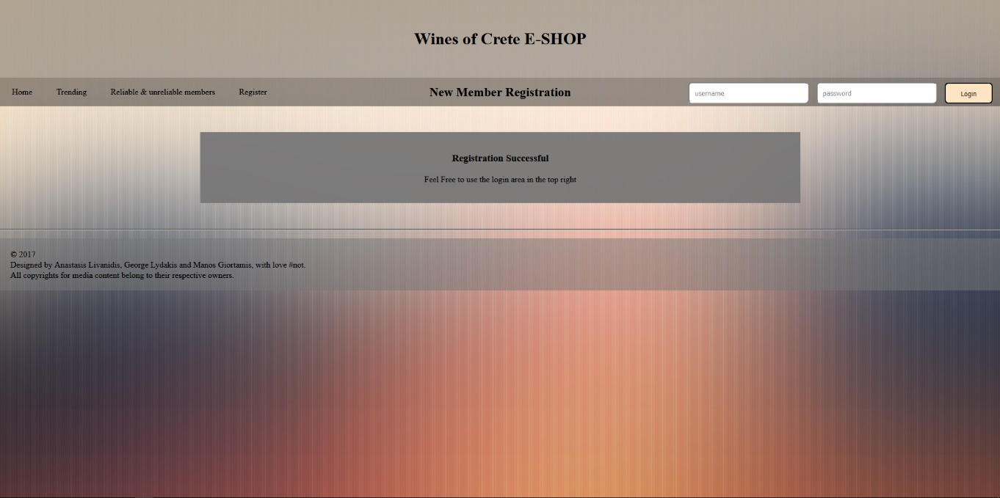 Wines of Crete E-SHOP
Home Trending Reliable & unreliable members Register New Member Registration username password Login
Registration Successful
Feel Free to use the login area in the top right
© 2017
Designed by Anastasis Livanidis, George Lydakis and Manos Giortamis, with love #not.
All copyrights for media content belong to their respective owners.